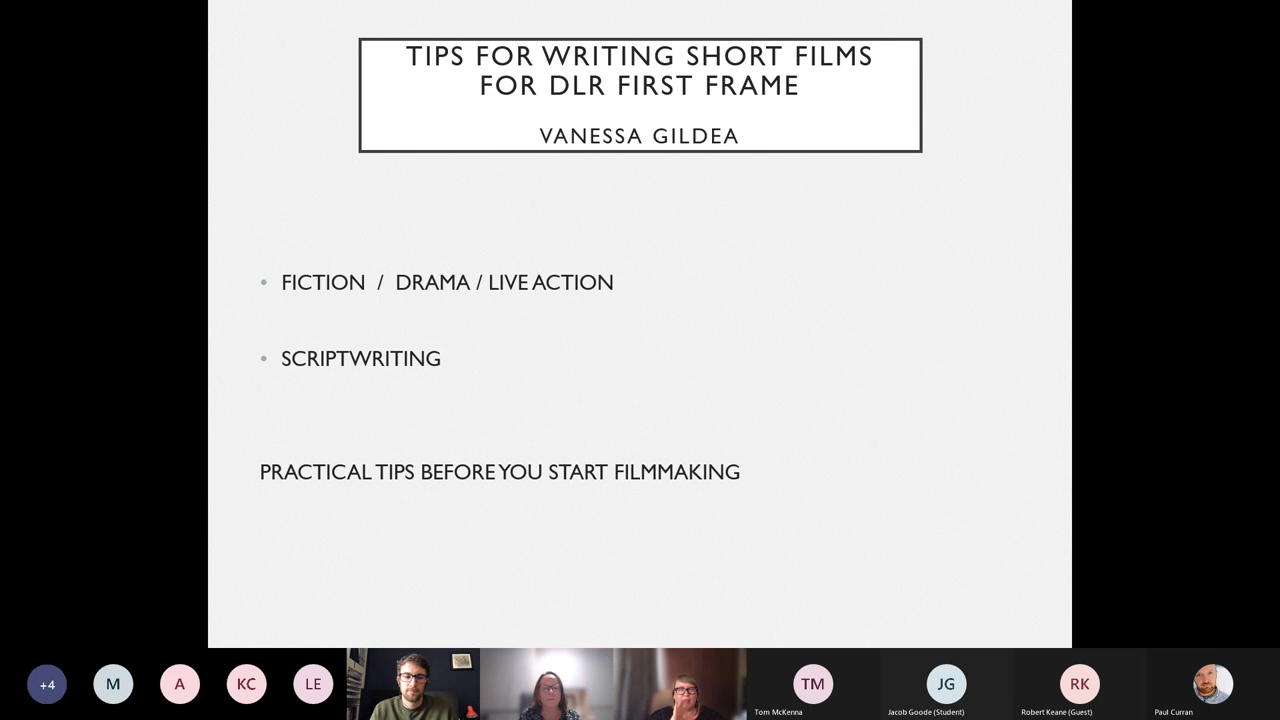 TIPS FOR WRITING SHORT FILMS
FOR DLR FIRST FRAME
VANESSA GILDEA
• FICTION / DRAMA / LIVE ACTION
• SCRIPTWRITING
PRACTICAL TIPS BEFORE YOU START FILMMAKING
+4
M
A
KC
LE
TM
JG
RK
Tom McKenna
Jacob Goode (Student)
Robert Keane (Guest)
Paul Curran